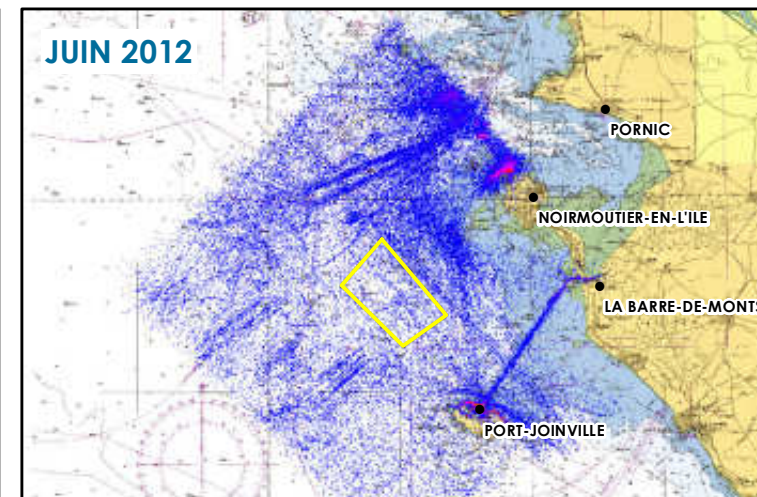 JUIN 2012
PORNIC
NOIRMOUTIER-EN-L'ILE
LA BARRE-DE-MONTS
PORT-JOINVILLE